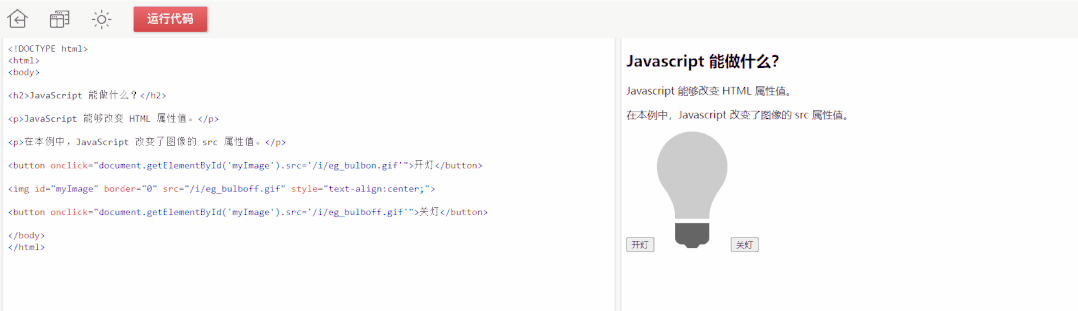 运行代码
<!DOCTYPE html>
<html>
<body>
<h2>JavaScript 能做什么？</h2>
<p>JavaScript 能够改变 HTML 属性值。</p>
<p>在本例中，JavaScript 改变了图像的 src 属性值。</p>
<button onclick="document.getElementById('myImage').src='/i/eg_bulbon.gif'">开灯</button>
<img id="myImage" border="0" src="/i/eg_bulboff.gif" style="text-align:center;">
<button onclick="document.getElementById('myImage').src='/i/eg_bulboff.gif'">关灯</button>
</body>
</html>
Javascript 能做什么？
Javascript 能够改变 HTML 属性值。
在本例中，Javascript 改变了图像的 src 属性值。
开灯 关灯